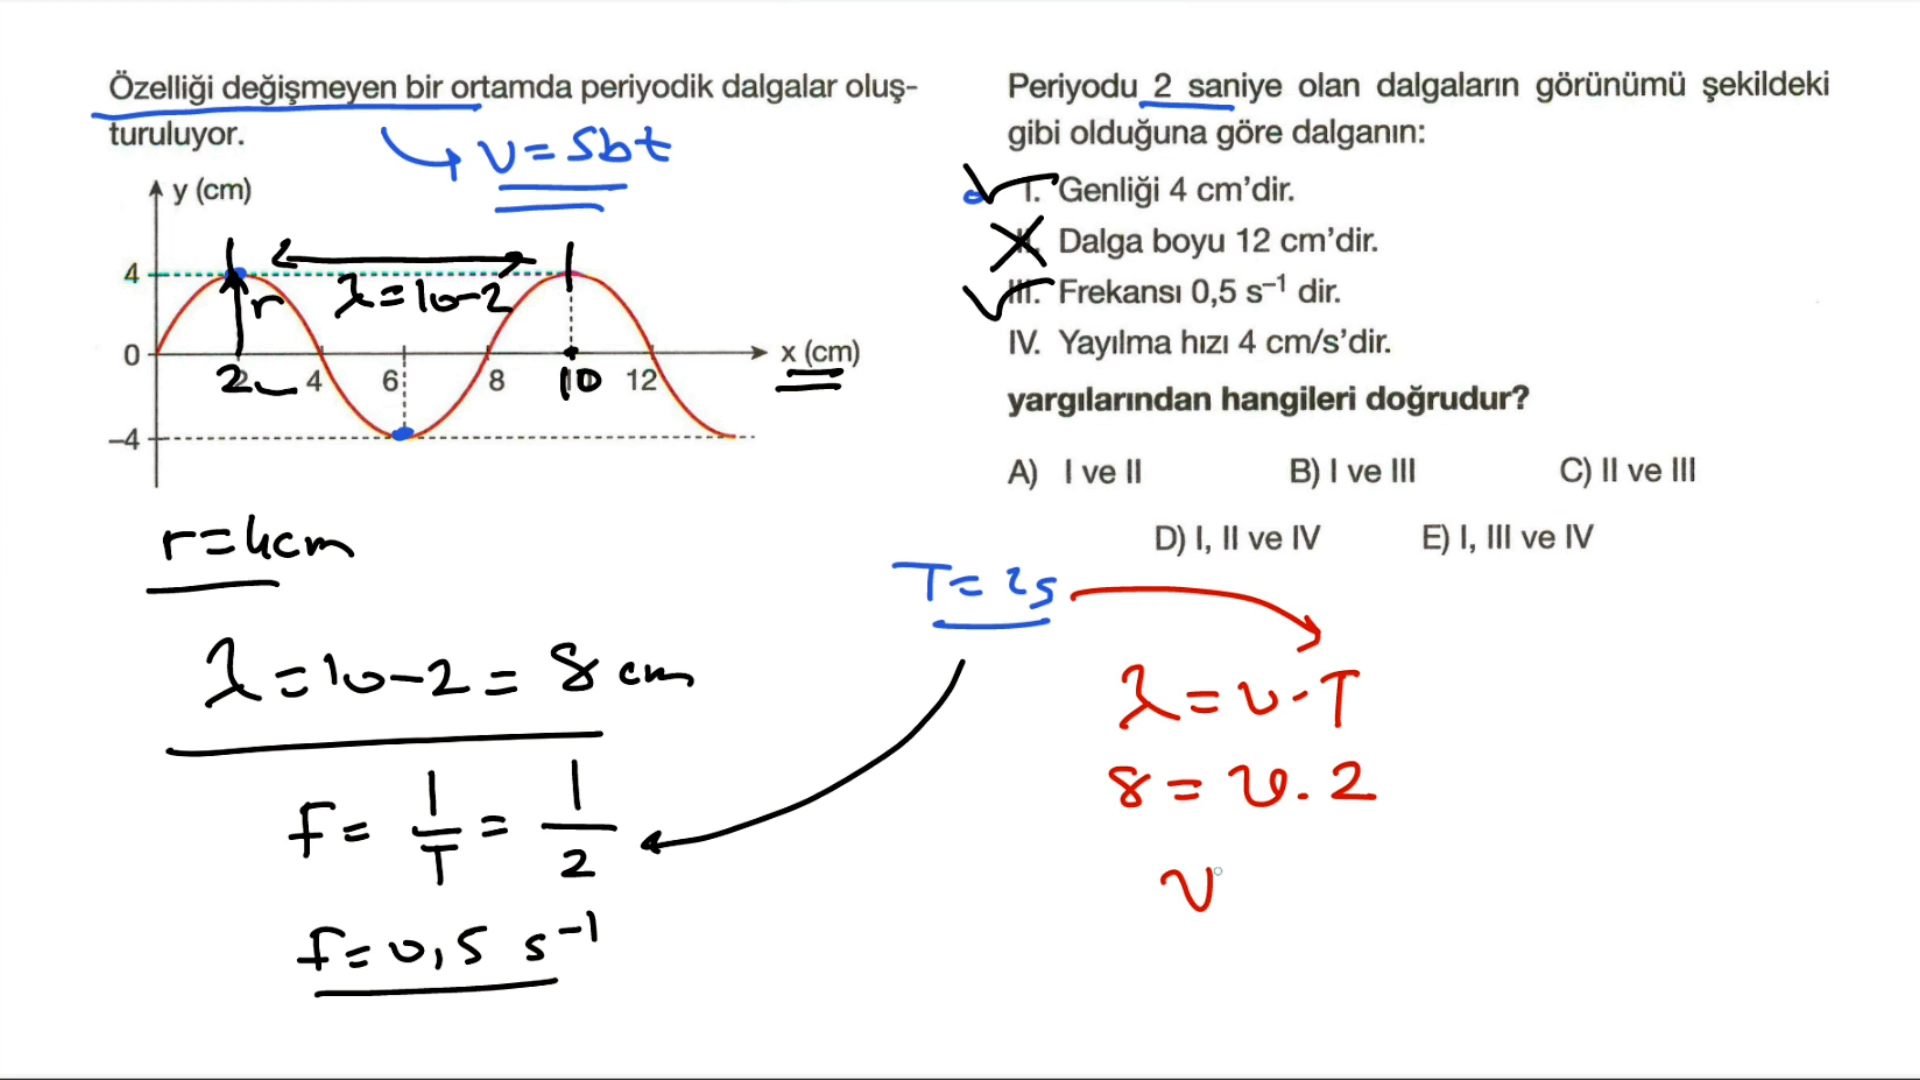 Özelliği değişmeyen bir ortamda periyodik dalgalar oluş-
turuluyor.
v = sbt
y (cm)
4
r
λ = 10-2
0
2
4
6
8
10
12
x (cm)
–4
r = 4cm
λ = 10-2 = 8 cm
f = 1/T = 1/2
f = 0,5 s⁻¹
Periyodu 2 saniye olan dalgaların görünümü şekildeki
gibi olduğuna göre dalganın:
I. Genliği 4 cm'dir.
II. Dalga boyu 12 cm'dir.
III. Frekansı 0,5 s⁻¹ dir.
IV. Yayılma hızı 4 cm/s'dir.
yargılarından hangileri doğrudur?
A) I ve II B) I ve III C) II ve III
D) I, II ve IV E) I, III ve IV
T = 2s
λ = v.T
8 = v.2
v